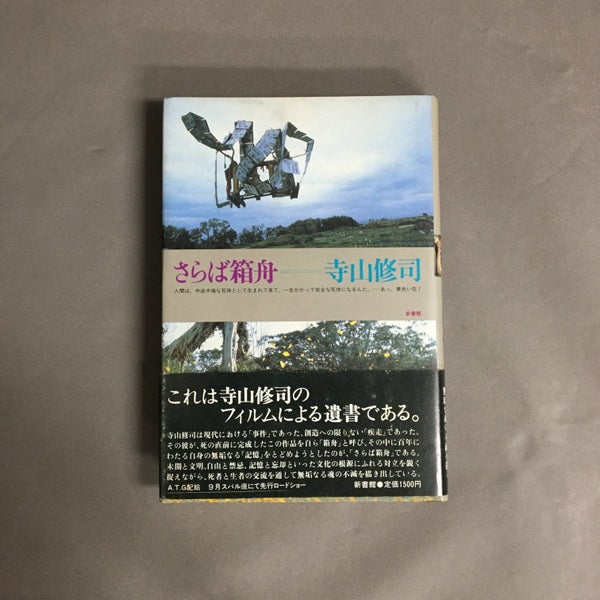 さらば箱舟──寺山修司
人間は、中途半端な死体として生まれて来て、一生かかって完全な死体になるんだ。──あっ、黄色い花！
新書館
これは寺山修司の
フィルムによる遺書である。
寺山修司は現代における「事件」であった。創造への限りない「疾走」であった。
その彼が、死の直前に完成したこの作品を自ら「箱舟」と呼び、その中に百年に
わたる自身の無垢なる「記憶」をとどめようとしたのが、「さらば箱舟」である。
未開と文明、自由と禁忌、記憶と忘却といった文化の根源にふれる対立を鋭く
捉えながら、死者と生者の交流を通して無垢なる魂の不滅を描き出している。
A.T.G配給　9月スバル座にて先行ロードショー
新書館●定価1500円